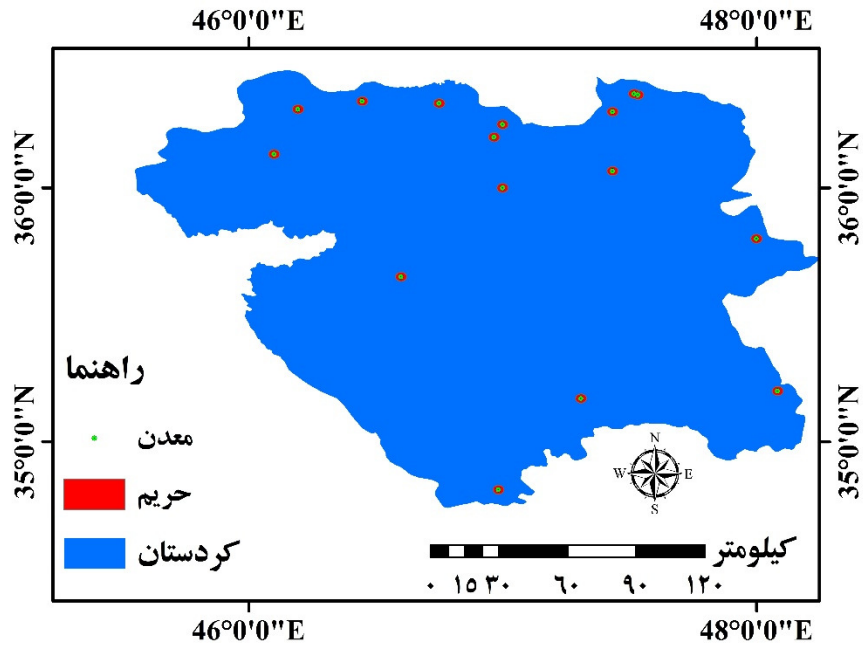 46°0'0"E 48°0'0"E
36°0'0"N
36°0'0"N
35°0'0"N
35°0'0"N
راهنما
معدن
حریم
کردستان
N
W E
S
کیلومتر
۰ ۱۵ ۳۰ ۶۰ ۹۰ ۱۲۰
46°0'0"E 48°0'0"E